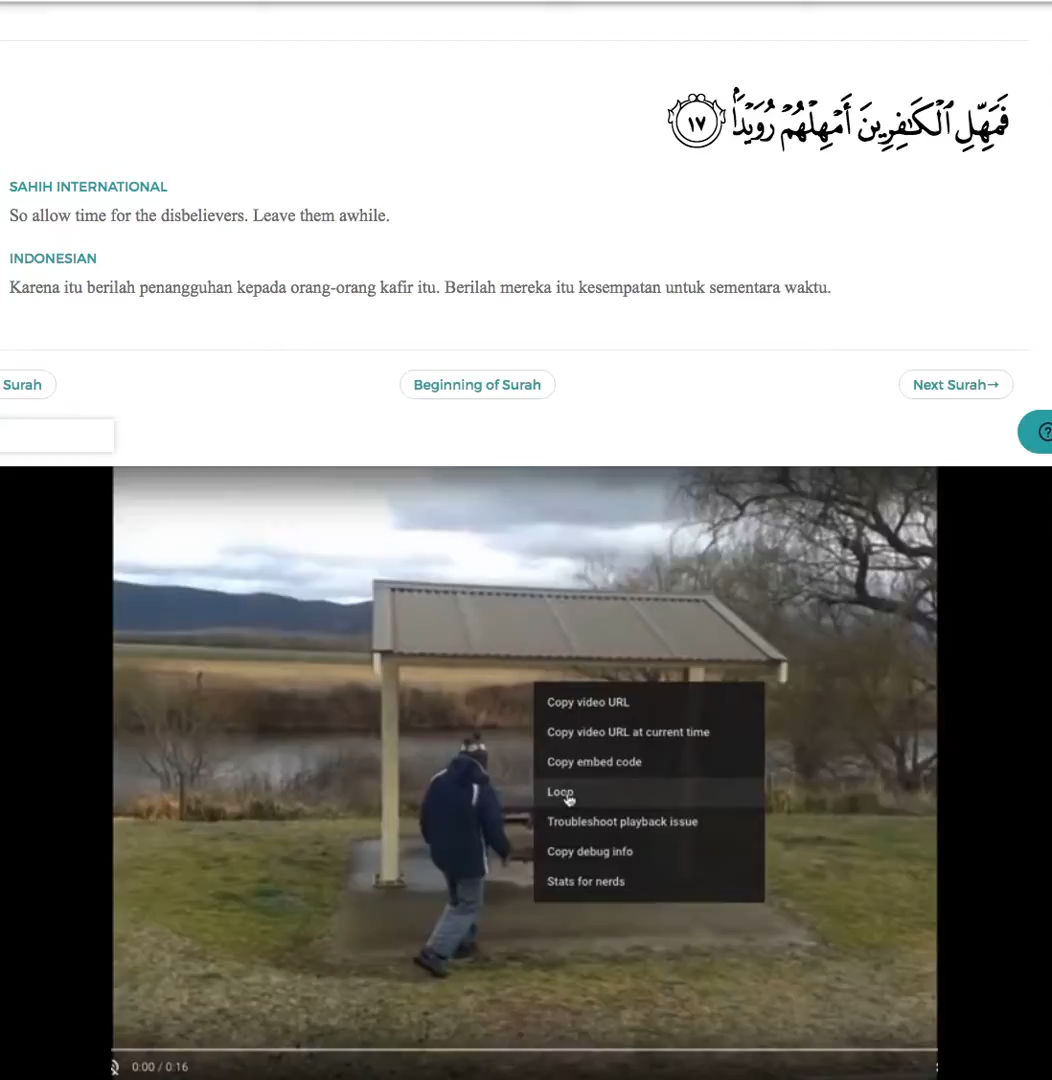 فَمَهِّلِ ٱلْكَـٰفِرِينَ أَمْهِلْهُمْ رُوَيْدًۢا ١٧
SAHIH INTERNATIONAL
So allow time for the disbelievers. Leave them awhile.
INDONESIAN
Karena itu berilah penangguhan kepada orang-orang kafir itu. Berilah mereka itu kesempatan untuk sementara waktu.
Surah
Beginning of Surah
Next Surah→
?
Copy video URL
Copy video URL at current time
Copy embed code
Loop
Troubleshoot playback issue
Copy debug info
Stats for nerds
0:00 / 0:16